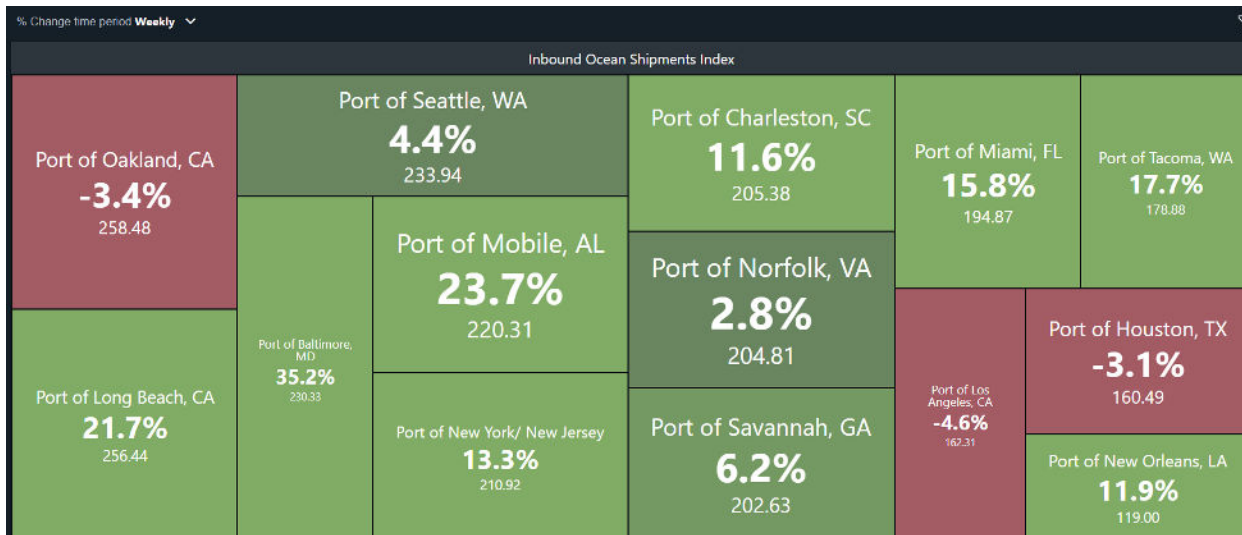 % Change time period Weekly
Inbound Ocean Shipments Index
Port of Oakland, CA
-3.4%
258.48
Port of Long Beach, CA
21.7%
256.44
Port of Seattle, WA
4.4%
233.94
Port of Baltimore,
MD
35.2%
230.33
Port of Mobile, AL
23.7%
220.31
Port of New York/ New Jersey
13.3%
210.92
Port of Charleston, SC
11.6%
205.38
Port of Norfolk, VA
2.8%
204.81
Port of Savannah, GA
6.2%
202.63
Port of Miami, FL
15.8%
194.87
Port of Tacoma, WA
17.7%
178.88
Port of Los
Angeles, CA
-4.6%
162.31
Port of Houston, TX
-3.1%
160.49
Port of New Orleans, LA
11.9%
119.00